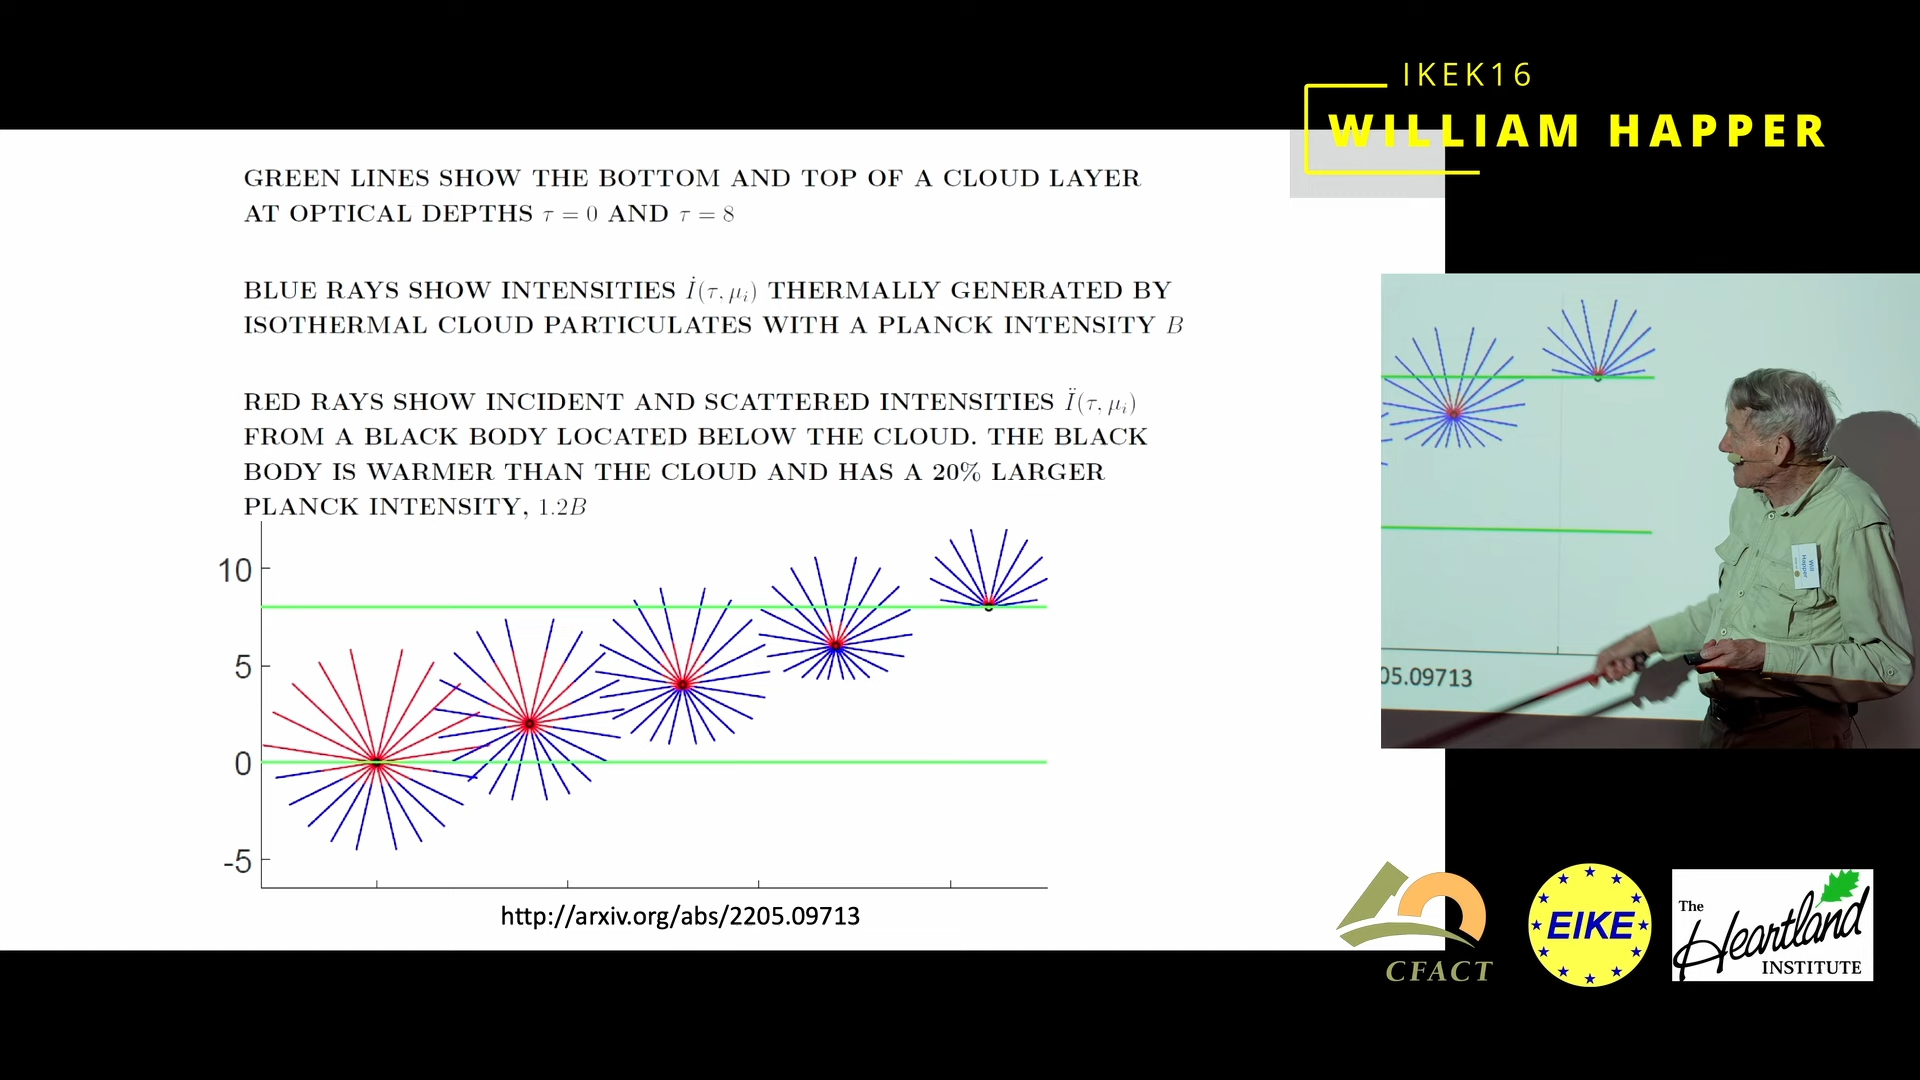 IKEK16
WILLIAM HAPPER
GREEN LINES SHOW THE BOTTOM AND TOP OF A CLOUD LAYER
AT OPTICAL DEPTHS τ = 0 AND τ = 8
BLUE RAYS SHOW INTENSITIES İ(τ, μᵢ) THERMALLY GENERATED BY
ISOTHERMAL CLOUD PARTICULATES WITH A PLANCK INTENSITY B
RED RAYS SHOW INCIDENT AND SCATTERED INTENSITIES Ï(τ, μᵢ)
FROM A BLACK BODY LOCATED BELOW THE CLOUD. THE BLACK
BODY IS WARMER THAN THE CLOUD AND HAS A 20% LARGER
PLANCK INTENSITY, 1.2B
10
5
0
-5
http://arxiv.org/abs/2205.09713
05.09713
Will
Happer
CFACT
EIKE
The
Heartland
INSTITUTE